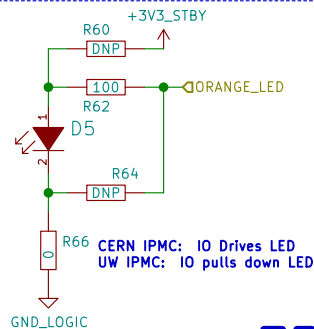 +3V3_STBY
R60
DNP
100
ORANGE_LED
R62
1
D5
2
R64
DNP
R66
0
CERN IPMC:  IO Drives LED
UW IPMC:  IO pulls down LED
GND_LOGIC